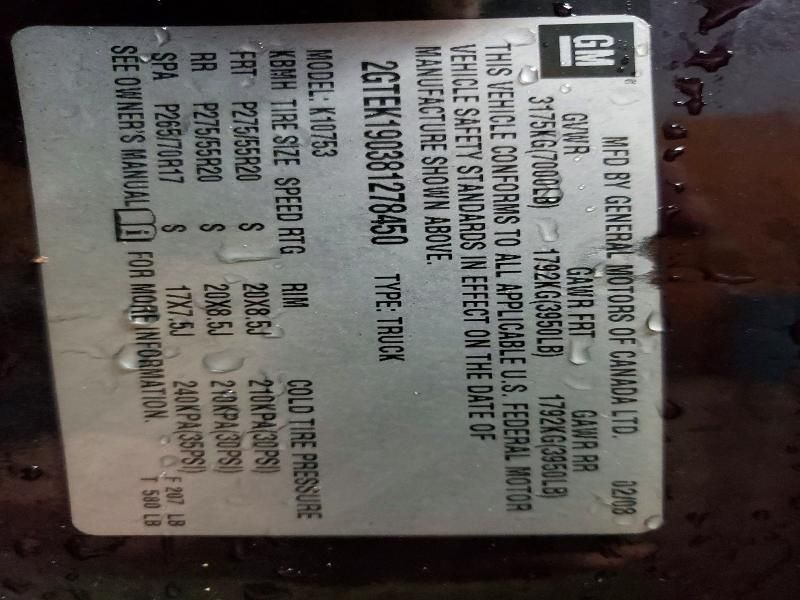 GM
MFD BY GENERAL MOTORS OF CANADA LTD. 02/08
GVWR GAWR FRT GAWR RR
3175KG(7000LB) 1792KG(3950LB) 1792KG(3950LB)
THIS VEHICLE CONFORMS TO ALL APPLICABLE U.S. FEDERAL MOTOR
VEHICLE SAFETY STANDARDS IN EFFECT ON THE DATE OF
MANUFACTURE SHOWN ABOVE.
2GTEK190381278450 TYPE: TRUCK
MODEL: K10753
KBMH TIRE SIZE SPEED RTG RIM COLD TIRE PRESSURE
FRT P275/55R20 S 20X8.5J 210KPA(30PSI)
RR P275/55R20 S 20X8.5J 210KPA(30PSI)
SPA P265/70R17 S 17X7.5J 240KPA(35PSI)
SEE OWNER'S MANUAL i FOR MORE INFORMATION.
F 207 LB
T 580 LB